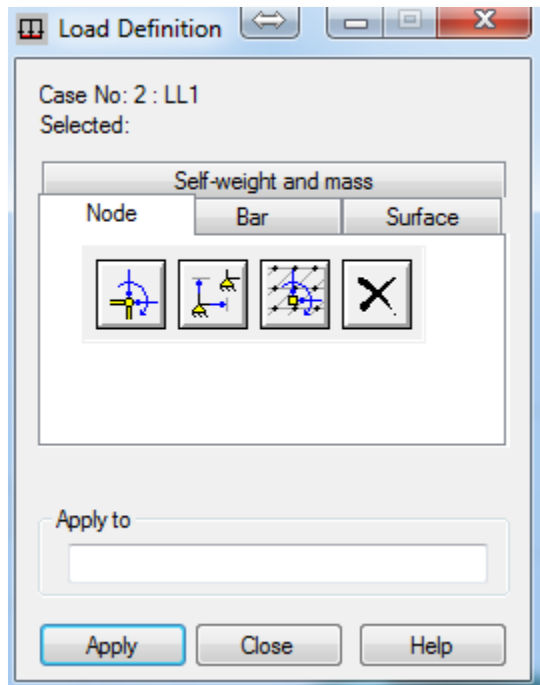 Load Definition
Case No: 2 : LL1
Selected:
Self-weight and mass
Node Bar Surface
Apply to
Apply Close Help